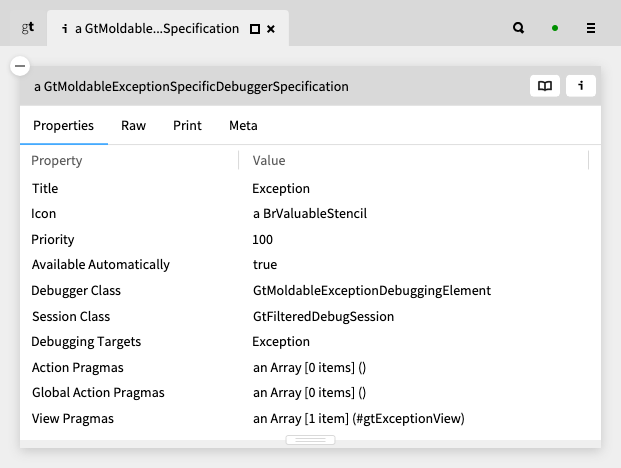 gt
i a GtMoldable...Specification
a GtMoldableExceptionSpecificDebuggerSpecification
i
Properties Raw Print Meta
Property Value
Title Exception
Icon a BrValuableStencil
Priority 100
Available Automatically true
Debugger Class GtMoldableExceptionDebuggingElement
Session Class GtFilteredDebugSession
Debugging Targets Exception
Action Pragmas an Array [0 items] ()
Global Action Pragmas an Array [0 items] ()
View Pragmas an Array [1 item] (#gtExceptionView)